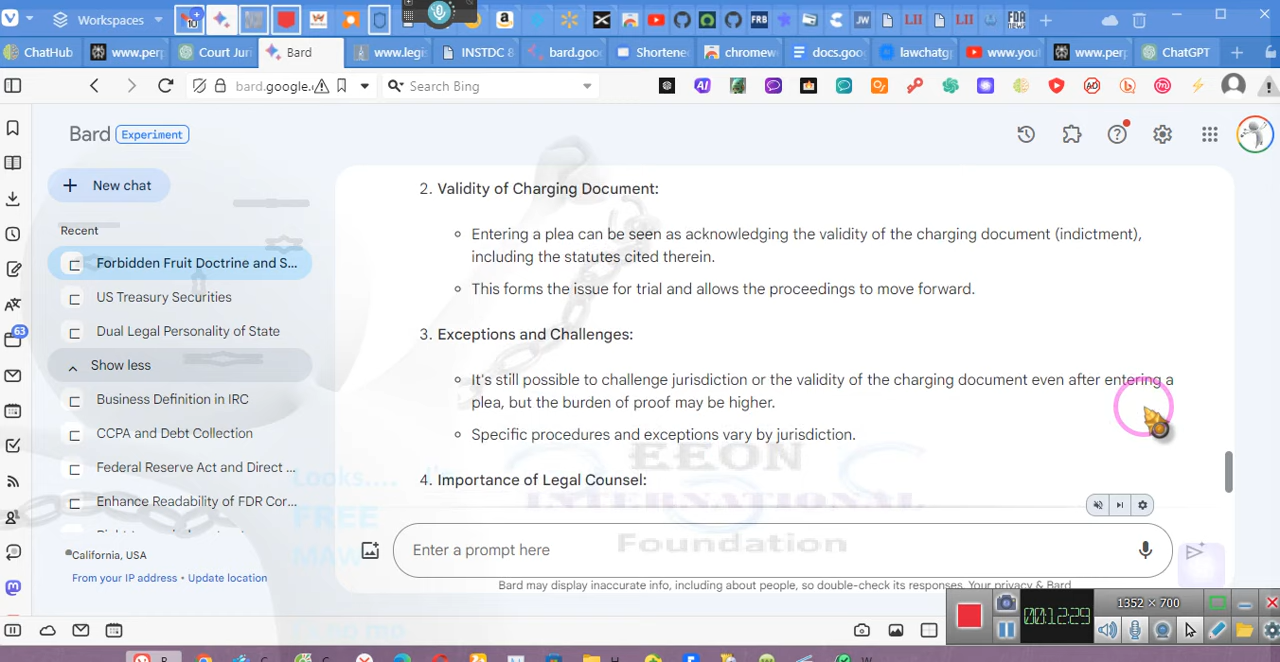 Workspaces
ChatHub
www.perp
Court Juri
Bard
www.legis
INSTDC 8
bard.goo
Shortene
chromew
docs.goo
lawchatg
www.you
www.perp
ChatGPT
bard.google.c
Search Bing
Bard Experiment
New chat
Recent
Forbidden Fruit Doctrine and S...
US Treasury Securities
Dual Legal Personality of State
Show less
Business Definition in IRC
CCPA and Debt Collection
Federal Reserve Act and Direct ...
Enhance Readability of FDR Cor...
California, USA
From your IP address • Update location
63
2. Validity of Charging Document:
Entering a plea can be seen as acknowledging the validity of the charging document (indictment),
including the statutes cited therein.
This forms the issue for trial and allows the proceedings to move forward.
3. Exceptions and Challenges:
It's still possible to challenge jurisdiction or the validity of the charging document even after entering a
plea, but the burden of proof may be higher.
Specific procedures and exceptions vary by jurisdiction.
4. Importance of Legal Counsel:
EEON
INTERNATIONAL
Foundation
Looks....
FREE
Enter a prompt here
Bard may display inaccurate info, including about people, so double-check its responses. Your privacy & Bard
00:12:29
1352 × 700